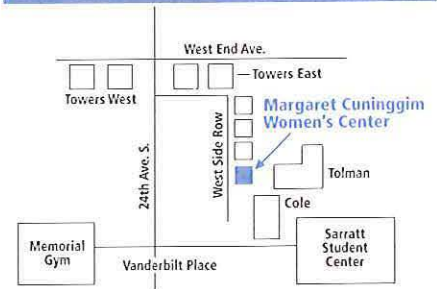 West End Ave.
Towers East
Towers West
Margaret Cuninggim
Women's Center
24th Ave. S.
West Side Row
Tolman
Cole
Memorial
Gym
Vanderbilt Place
Sarratt
Student
Center